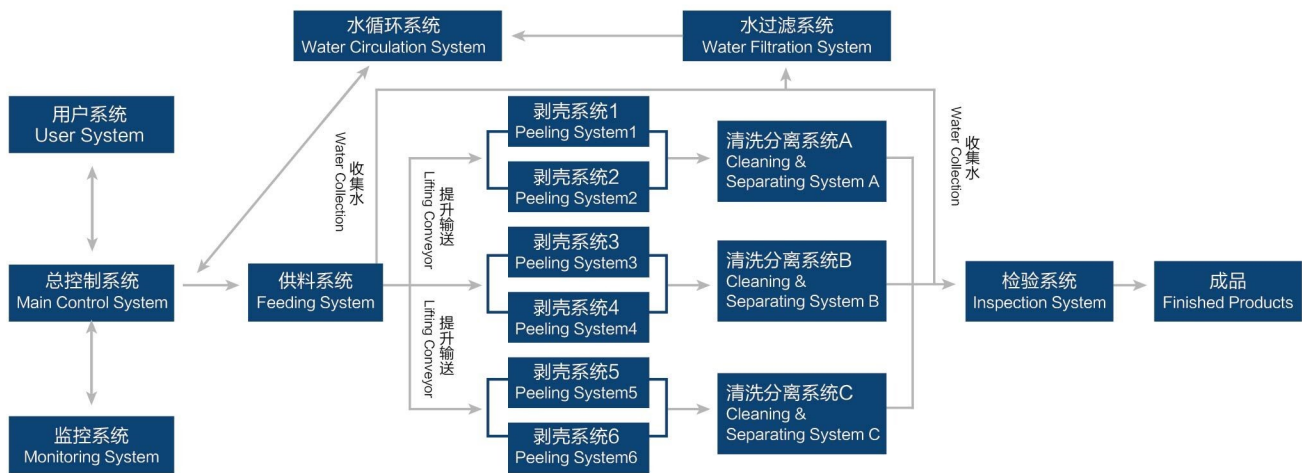 水循环系统
Water Circulation System
水过滤系统
Water Filtration System
用户系统
User System
总控制系统
Main Control System
监控系统
Monitoring System
供料系统
Feeding System
收集水
Water Collection
提升输送
Lifting Conveyor
提升输送
Lifting Conveyor
剥壳系统1
Peeling System1
剥壳系统2
Peeling System2
剥壳系统3
Peeling System3
剥壳系统4
Peeling System4
剥壳系统5
Peeling System5
剥壳系统6
Peeling System6
清洗分离系统A
Cleaning &
Separating System A
清洗分离系统B
Cleaning &
Separating System B
清洗分离系统C
Cleaning &
Separating System C
收集水
Water Collection
检验系统
Inspection System
成品
Finished Products